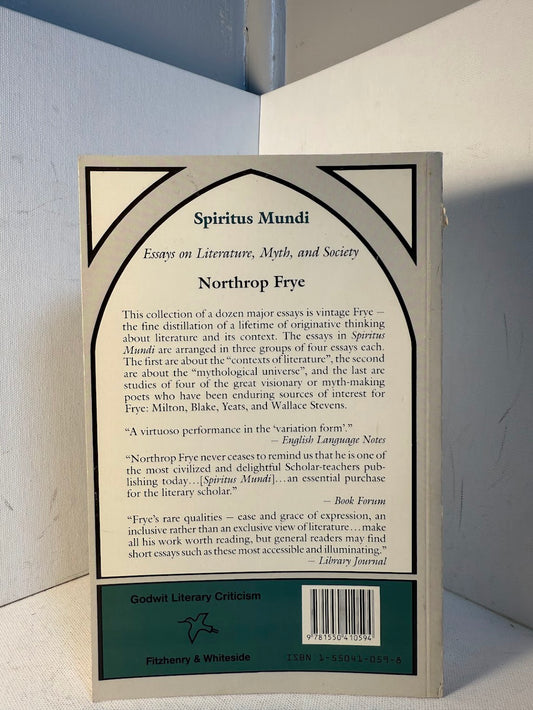 Spiritus Mundi
Essays on Literature, Myth, and Society
Northrop Frye
This collection of a dozen major essays is vintage Frye —
the fine distillation of a lifetime of originative thinking
about literature and its context. The essays in Spiritus
Mundi are arranged in three groups of four essays each.
The first are about the “contexts of literature”, the second
are about the “mythological universe”, and the last are
studies of four of the great visionary or myth-making
poets who have been enduring sources of interest for
Frye: Milton, Blake, Yeats, and Wallace Stevens.
“A virtuoso performance in the ‘variation form’.”
— English Language Notes
“Northrop Frye never ceases to remind us that he is one of
the most civilized and delightful Scholar-teachers pub-
lishing today…[Spiritus Mundi]…an essential purchase
for the literary scholar.”
— Book Forum
“Frye’s rare qualities — ease and grace of expression, an
inclusive rather than an exclusive view of literature…make
all his work worth reading, but general readers may find
short essays such as these most accessible and illuminating.”
— Library Journal
Godwit Literary Criticism
Fitzhenry & Whiteside
9 781550 410594
ISBN 1-55041-059-8